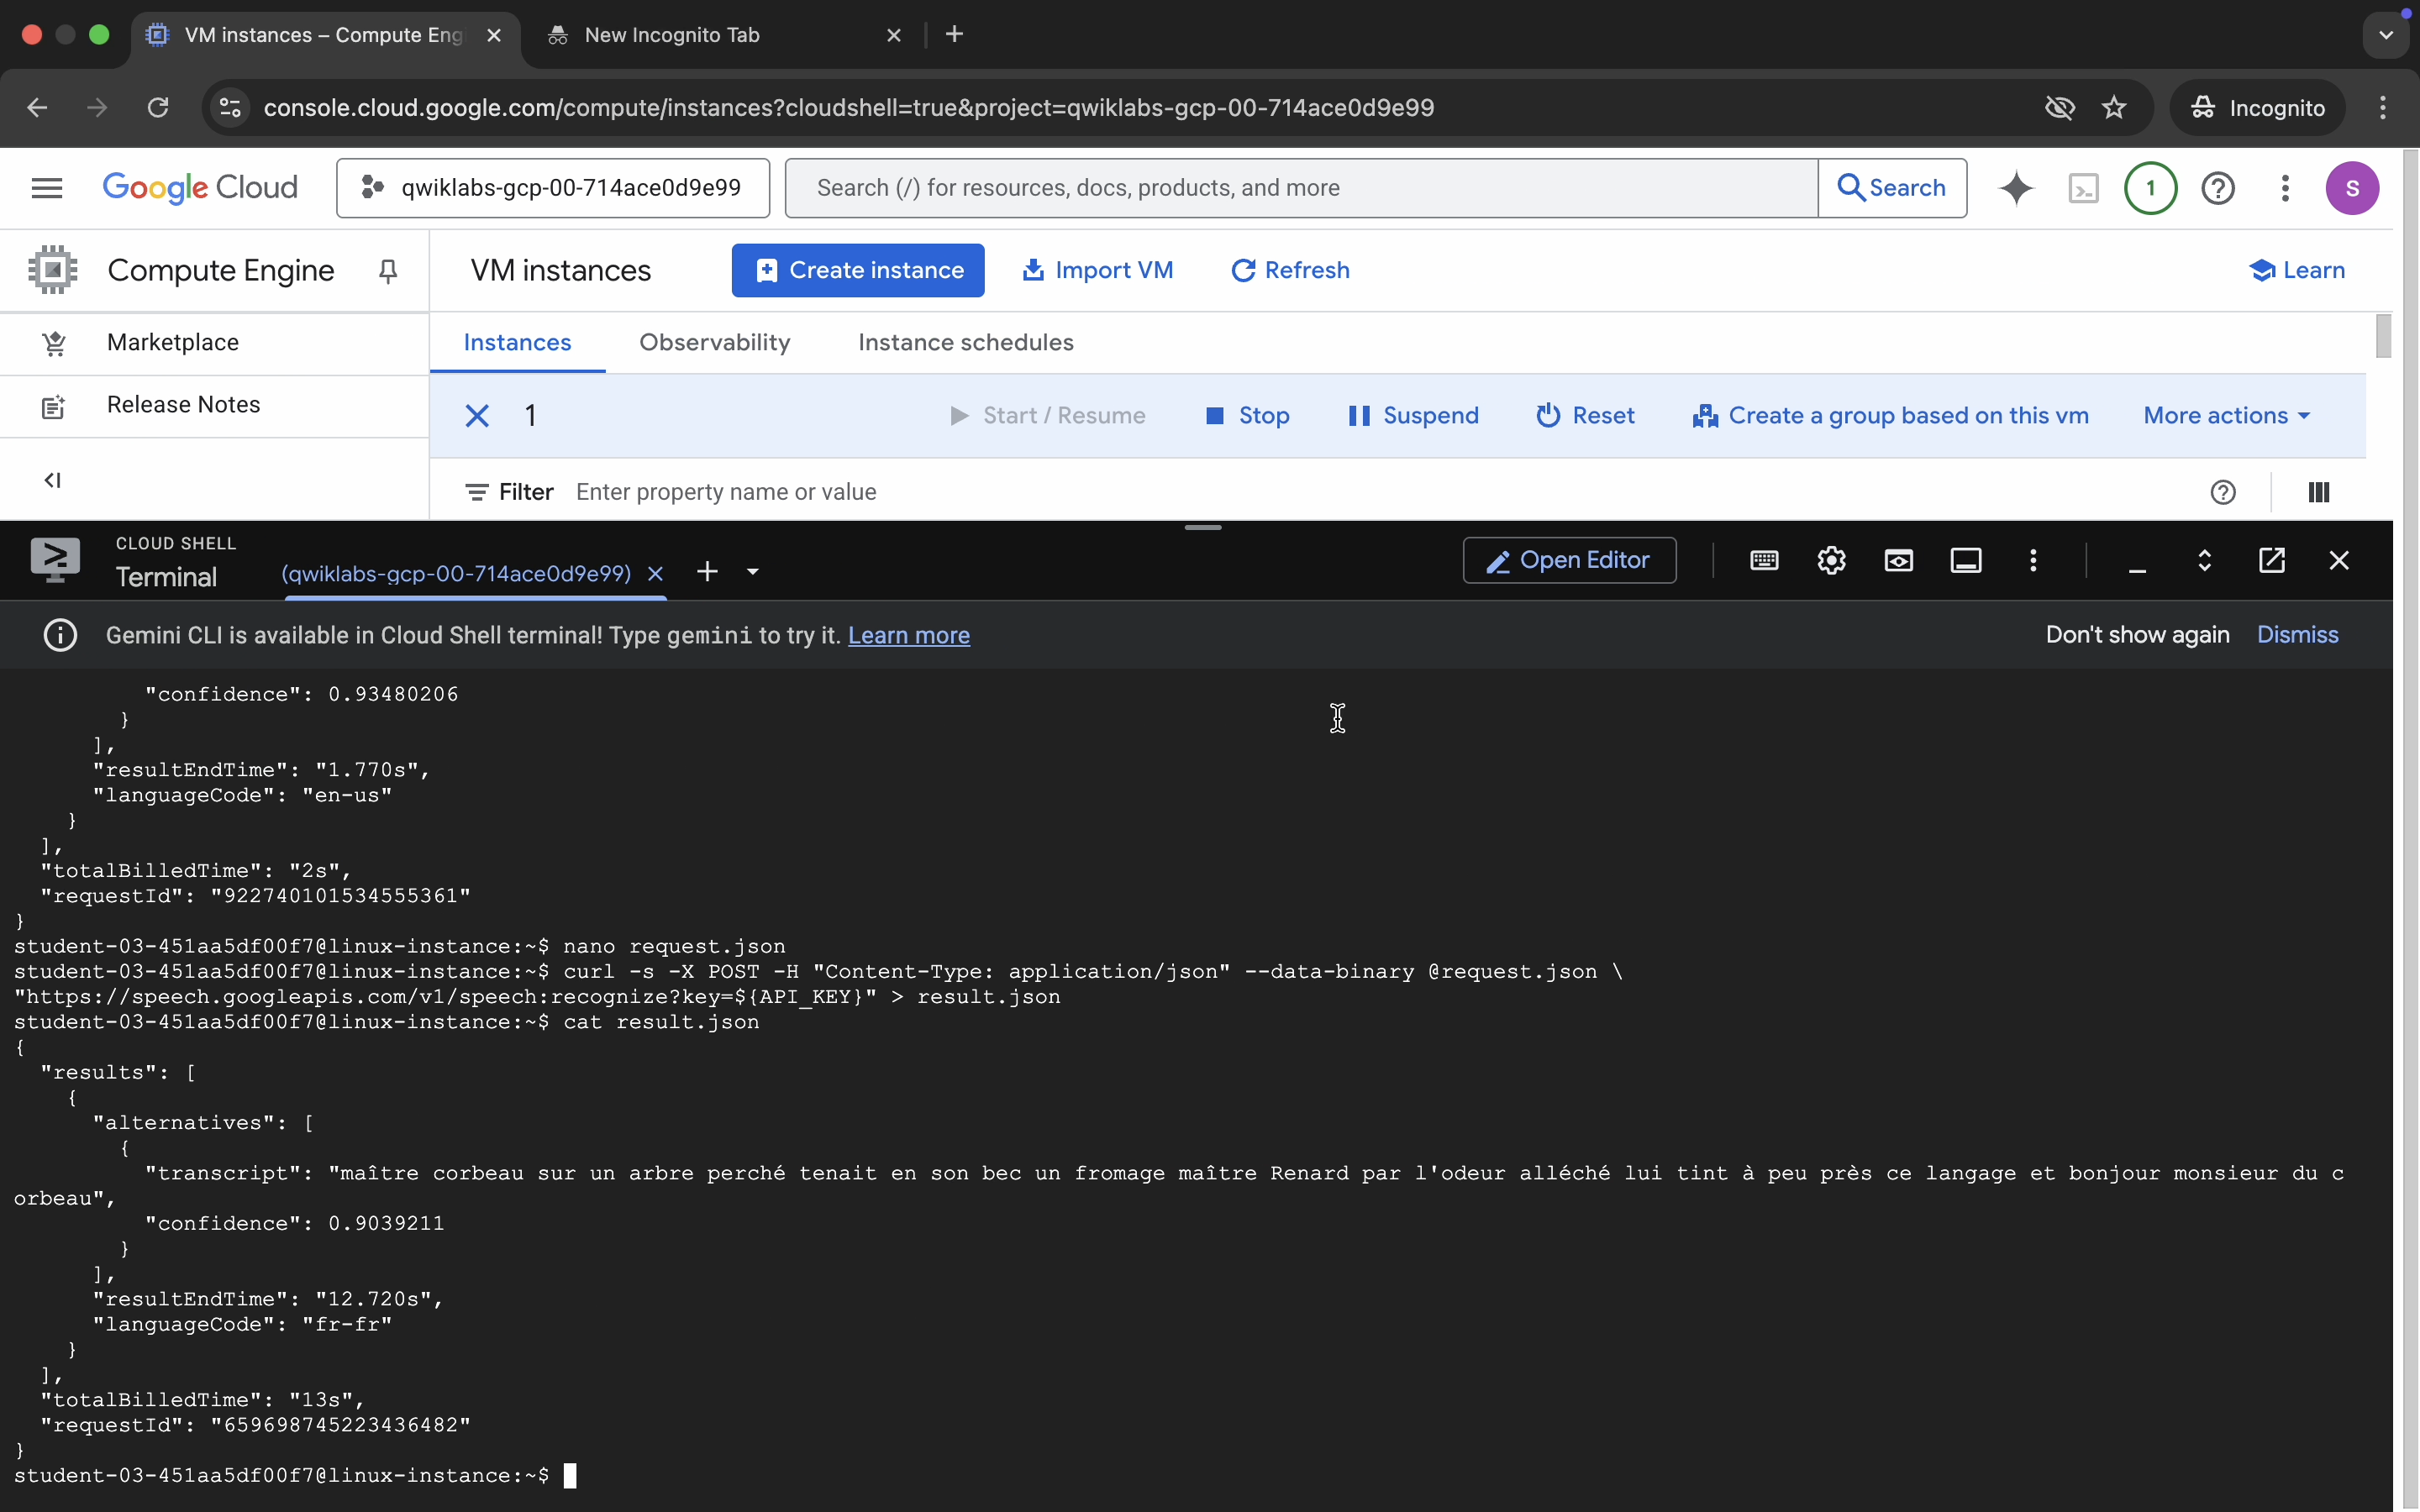 VM instances – Compute Eng
New Incognito Tab
console.cloud.google.com/compute/instances?cloudshell=true&project=qwiklabs-gcp-00-714ace0d9e99
Incognito
Google Cloud
qwiklabs-gcp-00-714ace0d9e99
Search (/) for resources, docs, products, and more
Search
1
S
Compute Engine
VM instances
Create instance
Import VM
Refresh
Learn
Marketplace
Release Notes
Instances
Observability
Instance schedules
1
Start / Resume
Stop
Suspend
Reset
Create a group based on this vm
More actions
Filter
Enter property name or value
CLOUD SHELL
Terminal
(qwiklabs-gcp-00-714ace0d9e99)
Open Editor
Gemini CLI is available in Cloud Shell terminal! Type gemini to try it. Learn more
Don't show again
Dismiss
"confidence": 0.93480206
}
],
"resultEndTime": "1.770s",
"languageCode": "en-us"
}
],
"totalBilledTime": "2s",
"requestId": "922740101534555361"
}
student-03-451aa5df00f7@linux-instance:~$ nano request.json
student-03-451aa5df00f7@linux-instance:~$ curl -s -X POST -H "Content-Type: application/json" --data-binary @request.json \
"https://speech.googleapis.com/v1/speech:recognize?key=${API_KEY}" > result.json
student-03-451aa5df00f7@linux-instance:~$ cat result.json
{
"results": [
{
"alternatives": [
{
"transcript": "maître corbeau sur un arbre perché tenait en son bec un fromage maître Renard par l'odeur alléché lui tint à peu près ce langage et bonjour monsieur du c
orbeau",
"confidence": 0.9039211
}
],
"resultEndTime": "12.720s",
"languageCode": "fr-fr"
}
],
"totalBilledTime": "13s",
"requestId": "659698745223436482"
}
student-03-451aa5df00f7@linux-instance:~$